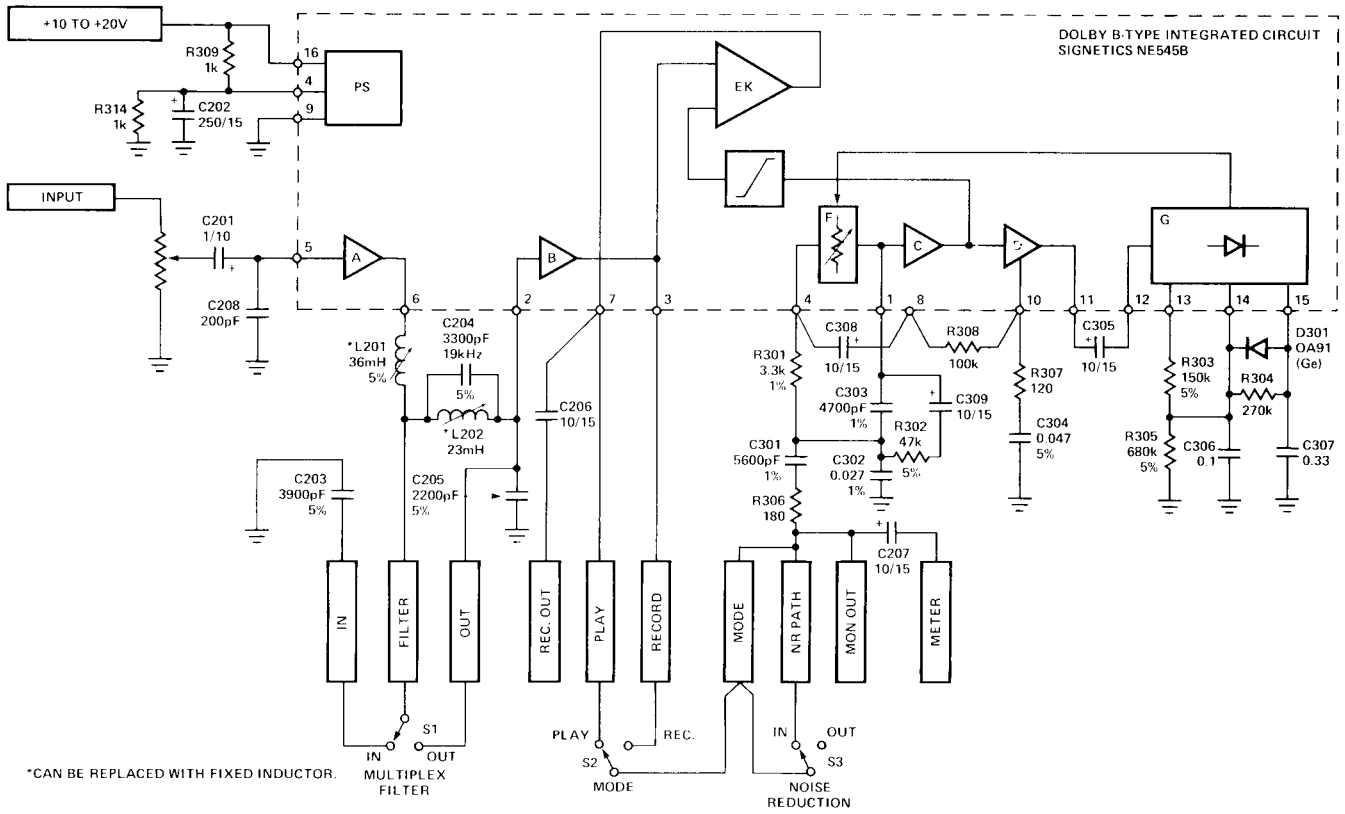 +10 TO +20V
DOLBY B-TYPE INTEGRATED CIRCUIT
SIGNETICS NE545B
R309
1k
16
4
9
PS
EK
R314
1k
+
C202
250/15
INPUT
C201
1/10
+
5
A
B
F
C
D
G
C208
200pF
6
2
7
3
4
1
8
10
11
12
13
14
15
*L201
36mH
5%
C204
3300pF
19kHz
5%
*L202
23mH
C206
10/15
R301
3.3k
1%
C308
+
10/15
R308
100k
C305
+
10/15
D301
OA91
(Ge)
R303
150k
5%
R304
270k
R307
120
C303
4700pF
1%
+
C309
10/15
R302
47k
5%
C304
0.047
5%
R305
680k
5%
C306
0.1
C307
0.33
C301
5600pF
1%
C302
0.027
1%
C203
3900pF
5%
C205
2200pF
5%
R306
180
+
C207
10/15
IN
FILTER
OUT
REC. OUT
PLAY
RECORD
MODE
NR PATH
MON OUT
METER
S1
IN
OUT
MULTIPLEX
FILTER
PLAY
REC.
S2
MODE
IN
OUT
S3
NOISE
REDUCTION
*CAN BE REPLACED WITH FIXED INDUCTOR.